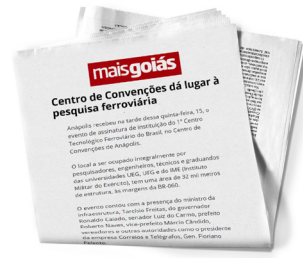 maisgoiás
Centro de Convenções dá lugar à
pesquisa ferroviária
Anápolis recebeu na tarde dessa quinta-feira, 15, o
evento de assinatura de instituição do 1º Centro
Tecnológico Ferroviário do Brasil, no Centro de
Convenções de Anápolis.
O local a ser ocupado integralmente por
pesquisadores, engenheiros, técnicos e graduandos
das universidades UEG, UFG e do IME (Instituto
Militar do Exército), tem uma área de 32 mil metros
de estrutura, às margens da BR-060.
O evento contou com a presença do ministro da
Infraestrutura, Tarcísio Freitas, do governador
Ronaldo Caiado, senador Luiz do Carmo, prefeito
Roberto Naves, vice-prefeito Márcio Cândido,
vereadores e outras autoridades como o presidente
da empresa Correios e Telégrafos, Gen. Floriano
Peixoto.